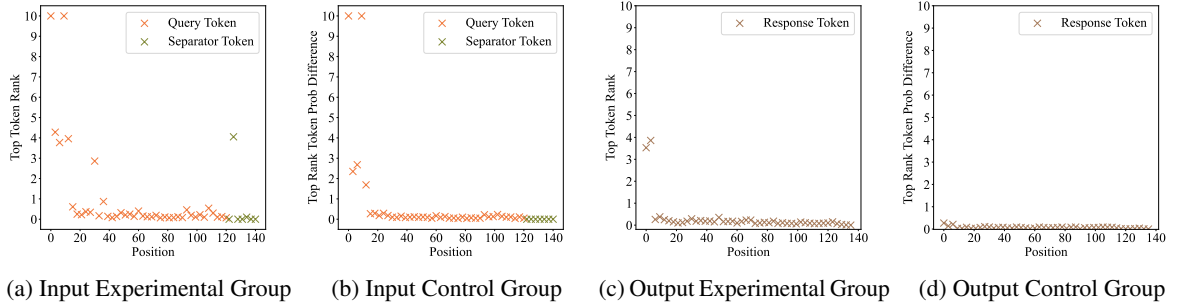 Top Token Rank
10
9
8
7
6
5
4
3
2
1
0
0 20 40 60 80 100 120 140
Position
Query Token
Separator Token
(a) Input Experimental Group
Top Rank Token Prob Difference
10
9
8
7
6
5
4
3
2
1
0
0 20 40 60 80 100 120 140
Position
Query Token
Separator Token
(b) Input Control Group
Top Token Rank
10
9
8
7
6
5
4
3
2
1
0
0 20 40 60 80 100 120 140
Position
Response Token
(c) Output Experimental Group
Top Rank Token Prob Difference
10
9
8
7
6
5
4
3
2
1
0
0 20 40 60 80 100 120 140
Position
Response Token
(d) Output Control Group